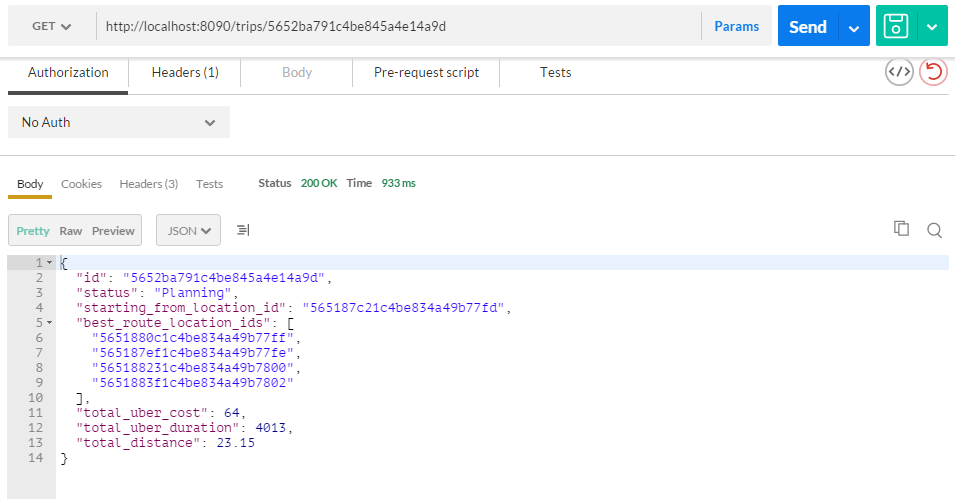 GET http://localhost:8090/trips/5652ba791c4be845a4e14a9d Params Send
Authorization Headers (1) Body Pre-request script Tests
No Auth
Body Cookies Headers (3) Tests Status 200 OK Time 933 ms
Pretty Raw Preview JSON
1 {
2 "id": "5652ba791c4be845a4e14a9d",
3 "status": "Planning",
4 "starting_from_location_id": "565187c21c4be834a49b77fd",
5 "best_route_location_ids": [
6 "5651880c1c4be834a49b77ff",
7 "565187ef1c4be834a49b77fe",
8 "565188231c4be834a49b7800",
9 "5651883f1c4be834a49b7802"
10 ],
11 "total_uber_cost": 64,
12 "total_uber_duration": 4013,
13 "total_distance": 23.15
14 }